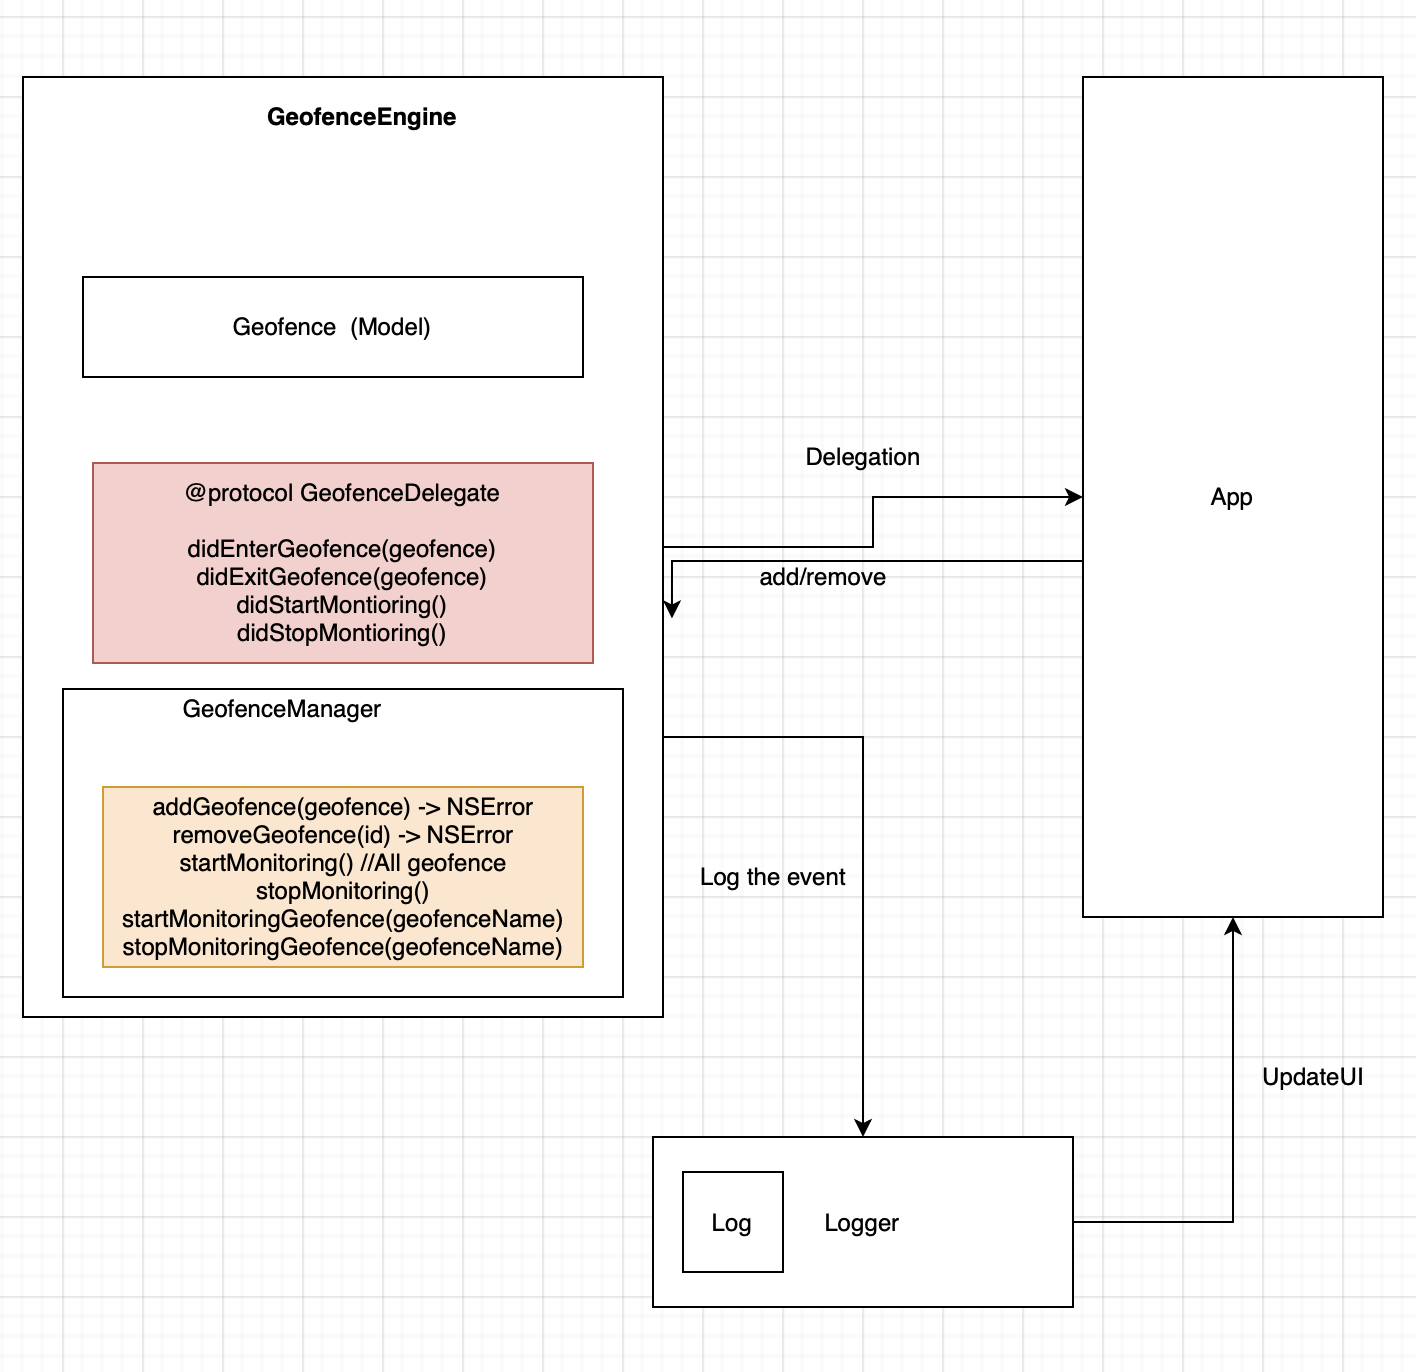 GeofenceEngine
Geofence (Model)
@protocol GeofenceDelegate
didEnterGeofence(geofence)
didExitGeofence(geofence)
didStartMontioring()
didStopMontioring()
GeofenceManager
addGeofence(geofence) -> NSError
removeGeofence(id) -> NSError
startMonitoring() //All geofence
stopMonitoring()
startMonitoringGeofence(geofenceName)
stopMonitoringGeofence(geofenceName)
Delegation
add/remove
App
Log the event
UpdateUI
Log
Logger